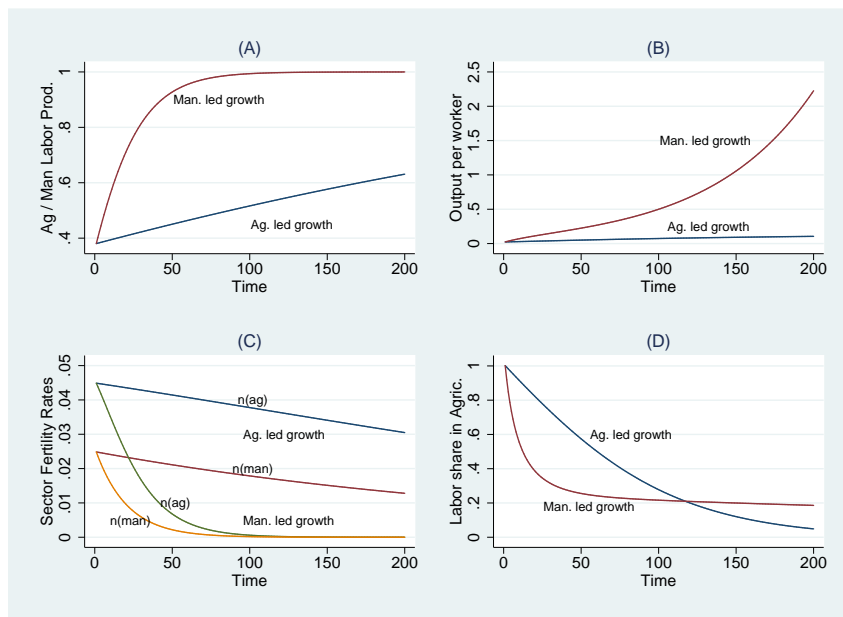 (A)
Ag / Man Labor Prod.
1
.8
.6
.4
Man. led growth
Ag. led growth
0 50 100 150 200
Time
(B)
Output per worker
2.5
2
1.5
1
.5
0
Man. led growth
Ag. led growth
0 50 100 150 200
Time
(C)
Sector Fertility Rates
.05
.04
.03
.02
.01
0
n(ag)
Ag. led growth
n(man)
n(ag)
n(man)
Man. led growth
0 50 100 150 200
Time
(D)
Labor share in Agric.
1
.8
.6
.4
.2
0
Ag. led growth
Man. led growth
0 50 100 150 200
Time